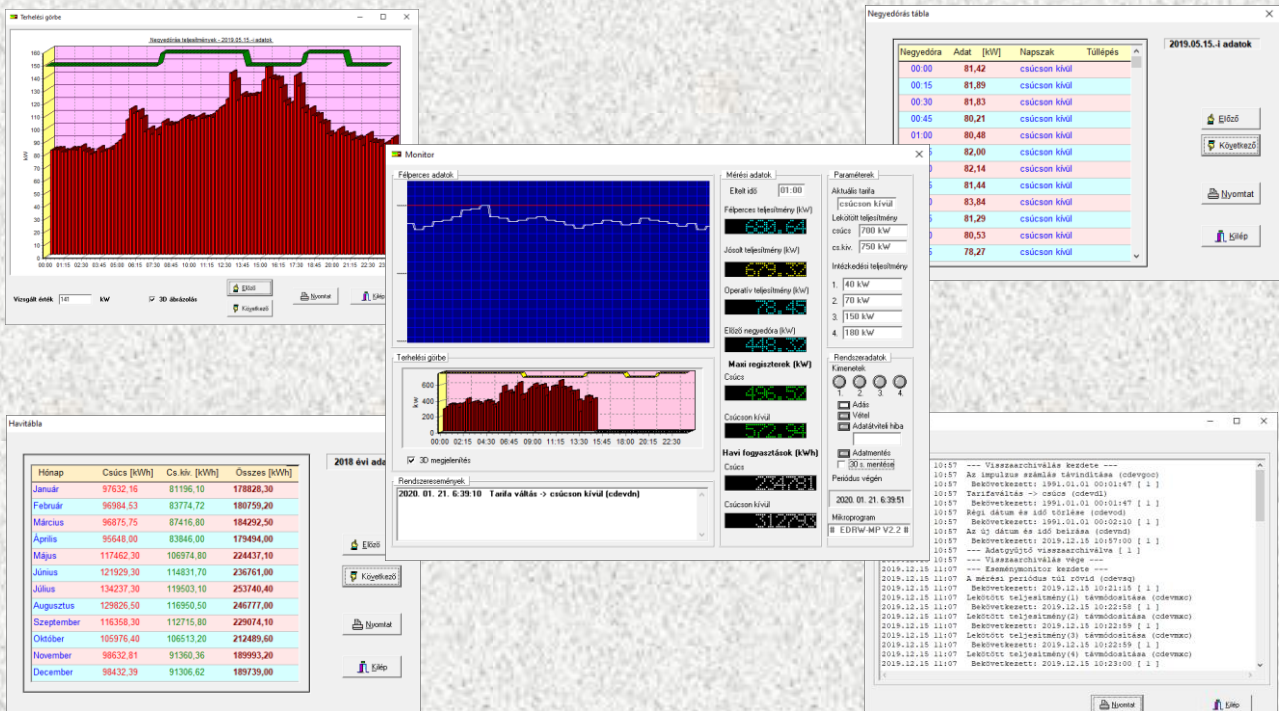 Terhelési görbe
Negyedórás teljesítmények - 2019.05.15.-i adatok
kW
160
150
140
130
120
110
100
90
80
70
60
50
40
30
20
10
0
00:00 01:15 02:30 03:45 05:00 06:15 07:30 08:45 10:00 11:15 12:30 13:45 15:00 16:15 17:30 18:45 20:00 21:15 22:30 23
Vizsgált érték 141 kW
3D ábrázolás
Előző
Következő
Nyomtat
Kilép
Negyedórás tábla
2019.05.15.-i adatok
Negyedóra Adat [kW] Napszak Túllépés
00:00 81,42 csúcson kívül
00:15 81,89 csúcson kívül
00:30 81,83 csúcson kívül
00:45 80,21 csúcson kívül
01:00 80,48 csúcson kívül
5 82,00 csúcson kívül
0 82,14 csúcson kívül
5 81,44 csúcson kívül
0 83,84 csúcson kívül
5 81,29 csúcson kívül
0 80,53 csúcson kívül
5 78,27 csúcson kívül
Előző
Következő
Nyomtat
Kilép
Monitor
Félperces adatok
Terhelési görbe
kW
600
400
200
0
00:00 02:15 04:30 06:45 09:00 11:15 13:30 15:45 18:00 20:15 22:30
3D megjelenítés
Rendszeresemények
2020. 01. 21. 6:39:10 Tarifa váltás -> csúcson kívül (cdevdn)
Mérési adatok
Eltelt idő 01:00
Félperces teljesítmény (kW)
690.64
Jósolt teljesítmény (kW)
679.32
Operatív teljesítmény (kW)
78.45
Előző negyedóra (kW)
448.32
Maxi regiszterek (kW)
Csúcs
496.52
Csúcson kívül
572.94
Havi fogyasztások (kWh)
Csúcs
234781
Csúcson kívül
312793
Paraméterek
Aktuális tarifa
csúcson kívül
Lekötött teljesítmény
csúcs 700 kW
cs.kív. 750 kW
Intézkedési teljesítmény
1. 40 kW
2. 70 kW
3. 150 kW
4. 180 kW
Rendszeradatok
Kimenetek
1. 2. 3. 4.
Adás
Vétel
Adatátviteli hiba
Adatmentés
30 s. mentése
Periódus végén
2020. 01. 21. 6:39:51
Mikroprogram
# EDRW-MP V2.2 #
Havitábla
2018 évi ada
Hónap Csúcs [kWh] Cs.kiv. [kWh] Összes [kWh]
Január 97632,16 81196,10 178828,30
Február 96984,53 83774,72 180759,20
Március 96875,75 87416,80 184292,50
Április 95648,00 83846,00 179494,00
Május 117462,30 106974,80 224437,10
Június 121929,30 114831,70 236761,00
Július 134237,30 119503,10 253740,40
Augusztus 129826,50 116950,50 246777,00
Szeptember 116358,30 112715,80 229074,10
Október 105976,40 106513,20 212489,60
November 98632,81 91360,36 189993,20
December 98432,39 91306,62 189739,00
Előző
Következő
Nyomtat
Kilép
10:57 --- Visszaarchiválás kezdete ---
10:57 Az impulzus számlás távindítása (cdevgoc)
10:57 Bekövetkezett: 1991.01.01 00:01:47 [ 1 ]
10:57 Tarifaváltás -> csúcs (cdevdl)
10:57 Bekövetkezett: 1991.01.01 00:01:47 [ 1 ]
10:57 Régi dátum és idő törlése (cdevod)
10:57 Bekövetkezett: 1991.01.01 00:02:10 [ 1 ]
10:57 Az új dátum és idő beírása (cdevnd)
10:57 Bekövetkezett: 2019.12.15 10:57:00 [ 1 ]
10:57 --- Adatgyűjtő visszaarchiválva [ 1 ]
10:57 --- Visszaarchiválás vége ---
2019.12.15 11:07 --- Eseménymonitor kezdete ---
2019.12.15 11:07 A mérési periódus túl rövid (cdevsq)
2019.12.15 11:07 Bekövetkezett: 2019.12.15 10:21:15 [ 1 ]
2019.12.15 11:07 Lekötött teljesítmény(1) távmódosítása (cdevmxc)
2019.12.15 11:07 Bekövetkezett: 2019.12.15 10:22:58 [ 1 ]
2019.12.15 11:07 Lekötött teljesítmény(2) távmódosítása (cdevmxc)
2019.12.15 11:07 Bekövetkezett: 2019.12.15 10:22:59 [ 1 ]
2019.12.15 11:07 Lekötött teljesítmény(3) távmódosítása (cdevmxc)
2019.12.15 11:07 Bekövetkezett: 2019.12.15 10:22:59 [ 1 ]
2019.12.15 11:07 Lekötött teljesítmény(4) távmódosítása (cdevmxc)
2019.12.15 11:07 Bekövetkezett: 2019.12.15 10:23:00 [ 1 ]
Nyomtat
Kilép